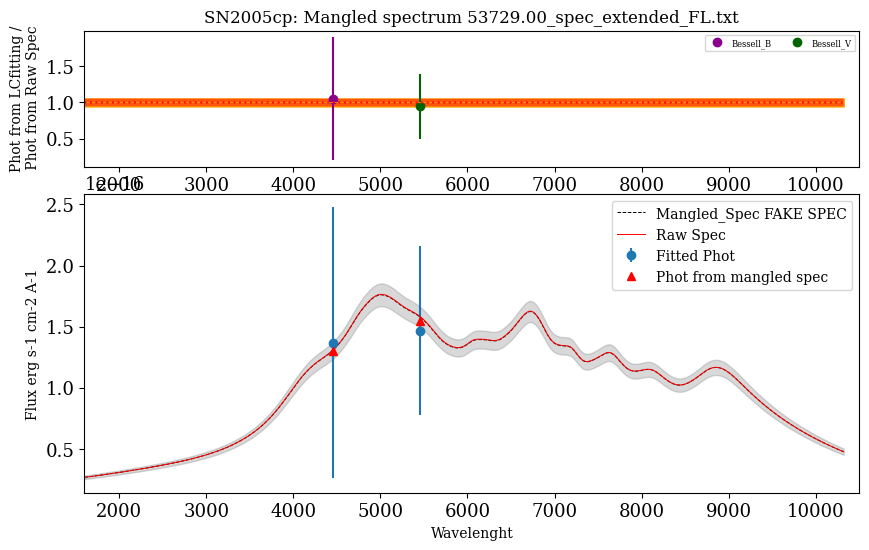 SN2005cp: Mangled spectrum 53729.00_spec_extended_FL.txt
Phot from LCfitting /
Phot from Raw Spec
Bessell_B
Bessell_V
1.5
1.0
0.5
2000 3000 4000 5000 6000 7000 8000 9000 10000
1e−16
Mangled_Spec FAKE SPEC
Raw Spec
Fitted Phot
Phot from mangled spec
Flux erg s-1 cm-2 A-1
2.5
2.0
1.5
1.0
0.5
2000 3000 4000 5000 6000 7000 8000 9000 10000
Wavelenght